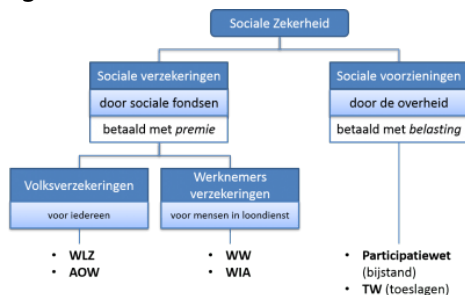 Sociale Zekerheid
Sociale verzekeringen
door sociale fondsen
betaald met premie
Sociale voorzieningen
door de overheid
betaald met belasting
Volksverzekeringen
voor iedereen
Werknemers
verzekeringen
voor mensen in loondienst
• WLZ
• AOW
• WW
• WIA
• Participatiewet
(bijstand)
• TW (toeslagen)